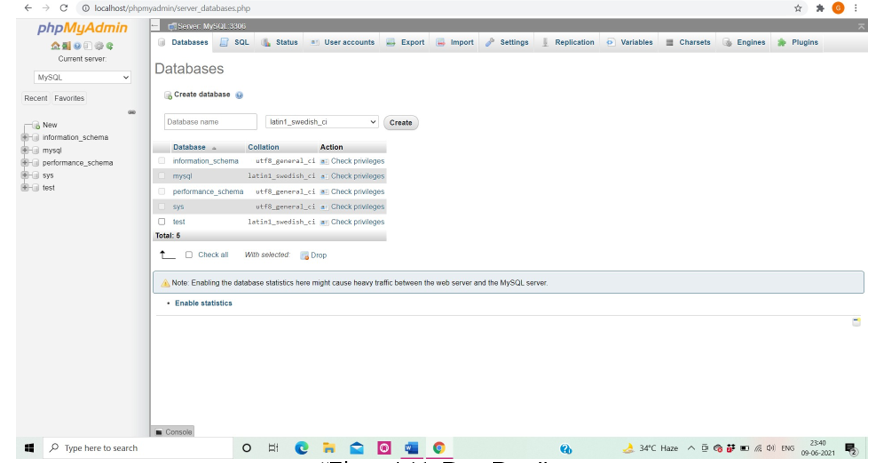 localhost/phpmyadmin/server_databases.php
phpMyAdmin
Current server:
MySQL
Recent Favorites
New
information_schema
mysql
performance_schema
sys
test
Server: MySQL:3306
Databases SQL Status User accounts Export Import Settings Replication Variables Charsets Engines Plugins
Databases
Create database
Database name latin1_swedish_ci Create
Database Collation Action
information_schema utf8_general_ci Check privileges
mysql latin1_swedish_ci Check privileges
performance_schema utf8_general_ci Check privileges
sys utf8_general_ci Check privileges
test latin1_swedish_ci Check privileges
Total: 5
Check all With selected: Drop
Note: Enabling the database statistics here might cause heavy traffic between the web server and the MySQL server.
Enable statistics
Console
Type here to search
34°C Haze
ENG
23:40
09-06-2021